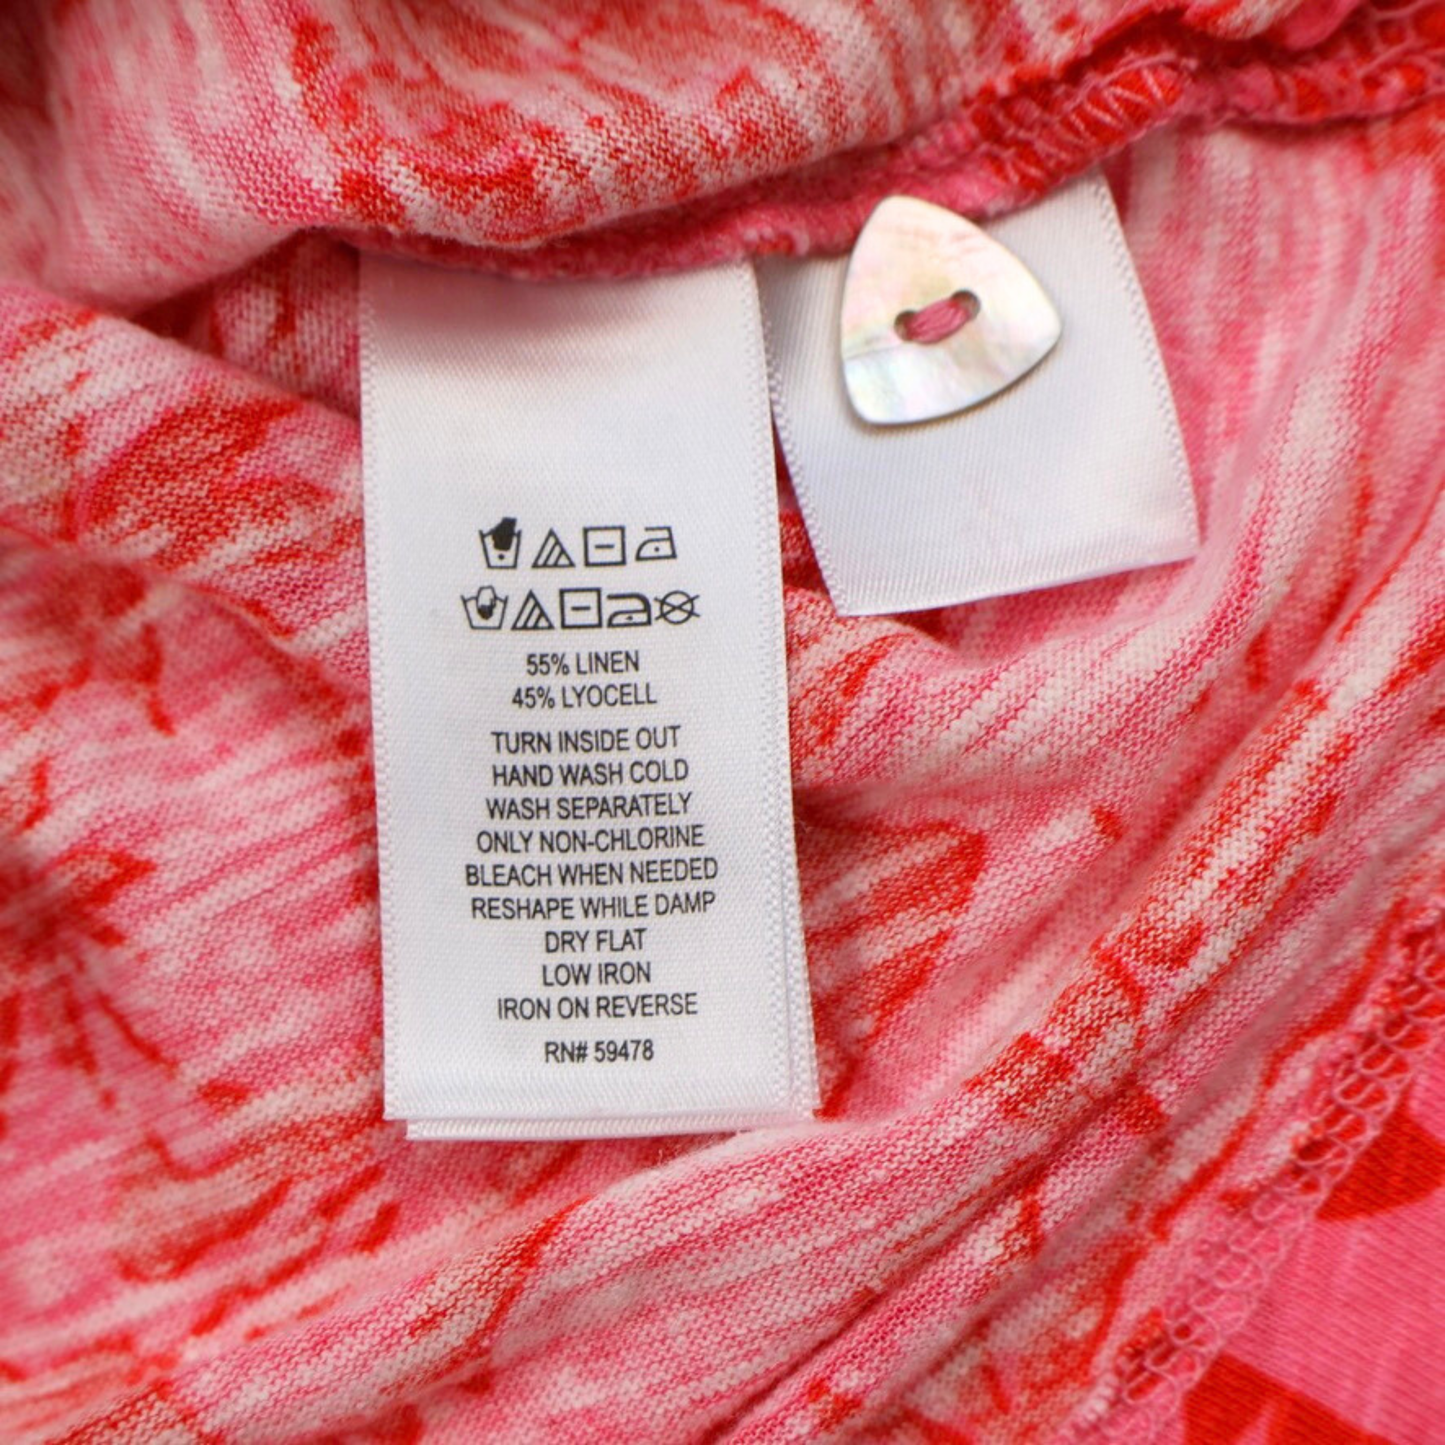 55% LINEN
45% LYOCELL
TURN INSIDE OUT
HAND WASH COLD
WASH SEPARATELY
ONLY NON-CHLORINE
BLEACH WHEN NEEDED
RESHAPE WHILE DAMP
DRY FLAT
LOW IRON
IRON ON REVERSE
RN# 59478